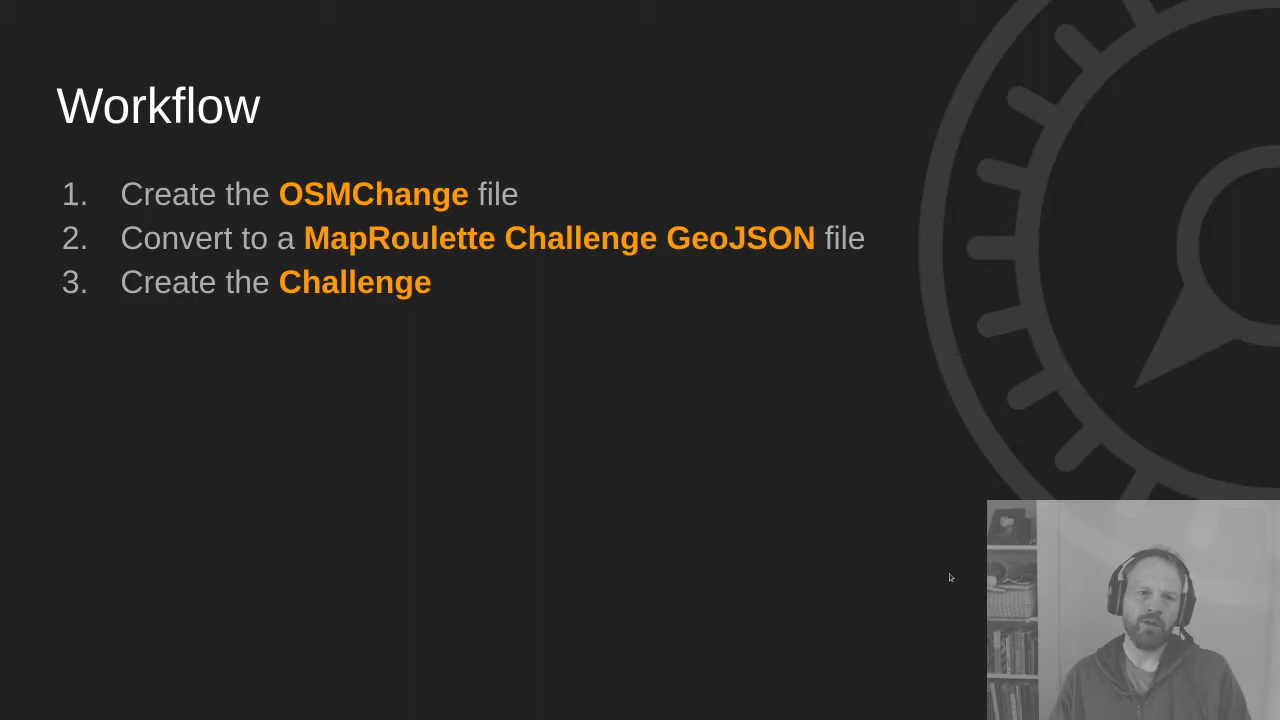 Workflow
1. Create the OSMChange file
2. Convert to a MapRoulette Challenge GeoJSON file
3. Create the Challenge